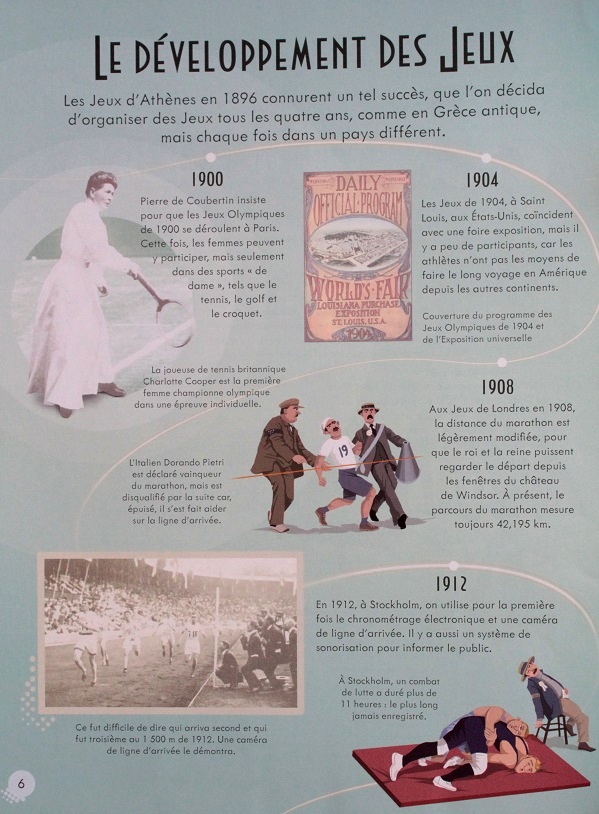 LE DÉVELOPPEMENT DES JEUX
Les Jeux d'Athènes en 1896 connurent un tel succès, que l'on décida
d'organiser des Jeux tous les quatre ans, comme en Grèce antique,
mais chaque fois dans un pays différent.
1900
Pierre de Coubertin insiste
pour que les Jeux Olympiques
de 1900 se déroulent à Paris.
Cette fois, les femmes peuvent
y participer, mais seulement
dans des sports « de
dame », tels que le
tennis, le golf et
le croquet.
La joueuse de tennis britannique
Charlotte Cooper est la première
femme championne olympique
dans une épreuve individuelle.
DAILY
OFFICIAL PROGRAM
WORLD'S FAIR
LOUISIANA PURCHASE
EXPOSITION
ST. LOUIS, U.S.A.
1904
1904
Les Jeux de 1904, à Saint
Louis, aux États-Unis, coïncident
avec une foire exposition, mais il
y a peu de participants, car les
athlètes n'ont pas les moyens de
faire le long voyage en Amérique
depuis les autres continents.
Couverture du programme des
Jeux Olympiques de 1904 et
de l'Exposition universelle
1908
Aux Jeux de Londres en 1908,
la distance du marathon est
légèrement modifiée, pour
que le roi et la reine puissent
regarder le départ depuis
les fenêtres du château
de Windsor. À présent, le
parcours du marathon mesure
toujours 42,195 km.
L'Italien Dorando Pietri
est déclaré vainqueur
du marathon, mais est
disqualifié par la suite car,
épuisé, il s'est fait aider
sur la ligne d'arrivée.
19
1912
En 1912, à Stockholm, on utilise pour la première
fois le chronométrage électronique et une caméra
de ligne d'arrivée. Il y a aussi un système de
sonorisation pour informer le public.
À Stockholm, un combat
de lutte a duré plus de
11 heures : le plus long
jamais enregistré.
Ce fut difficile de dire qui arriva second et qui
fut troisième au 1 500 m de 1912. Une caméra
de ligne d'arrivée le démontra.
6